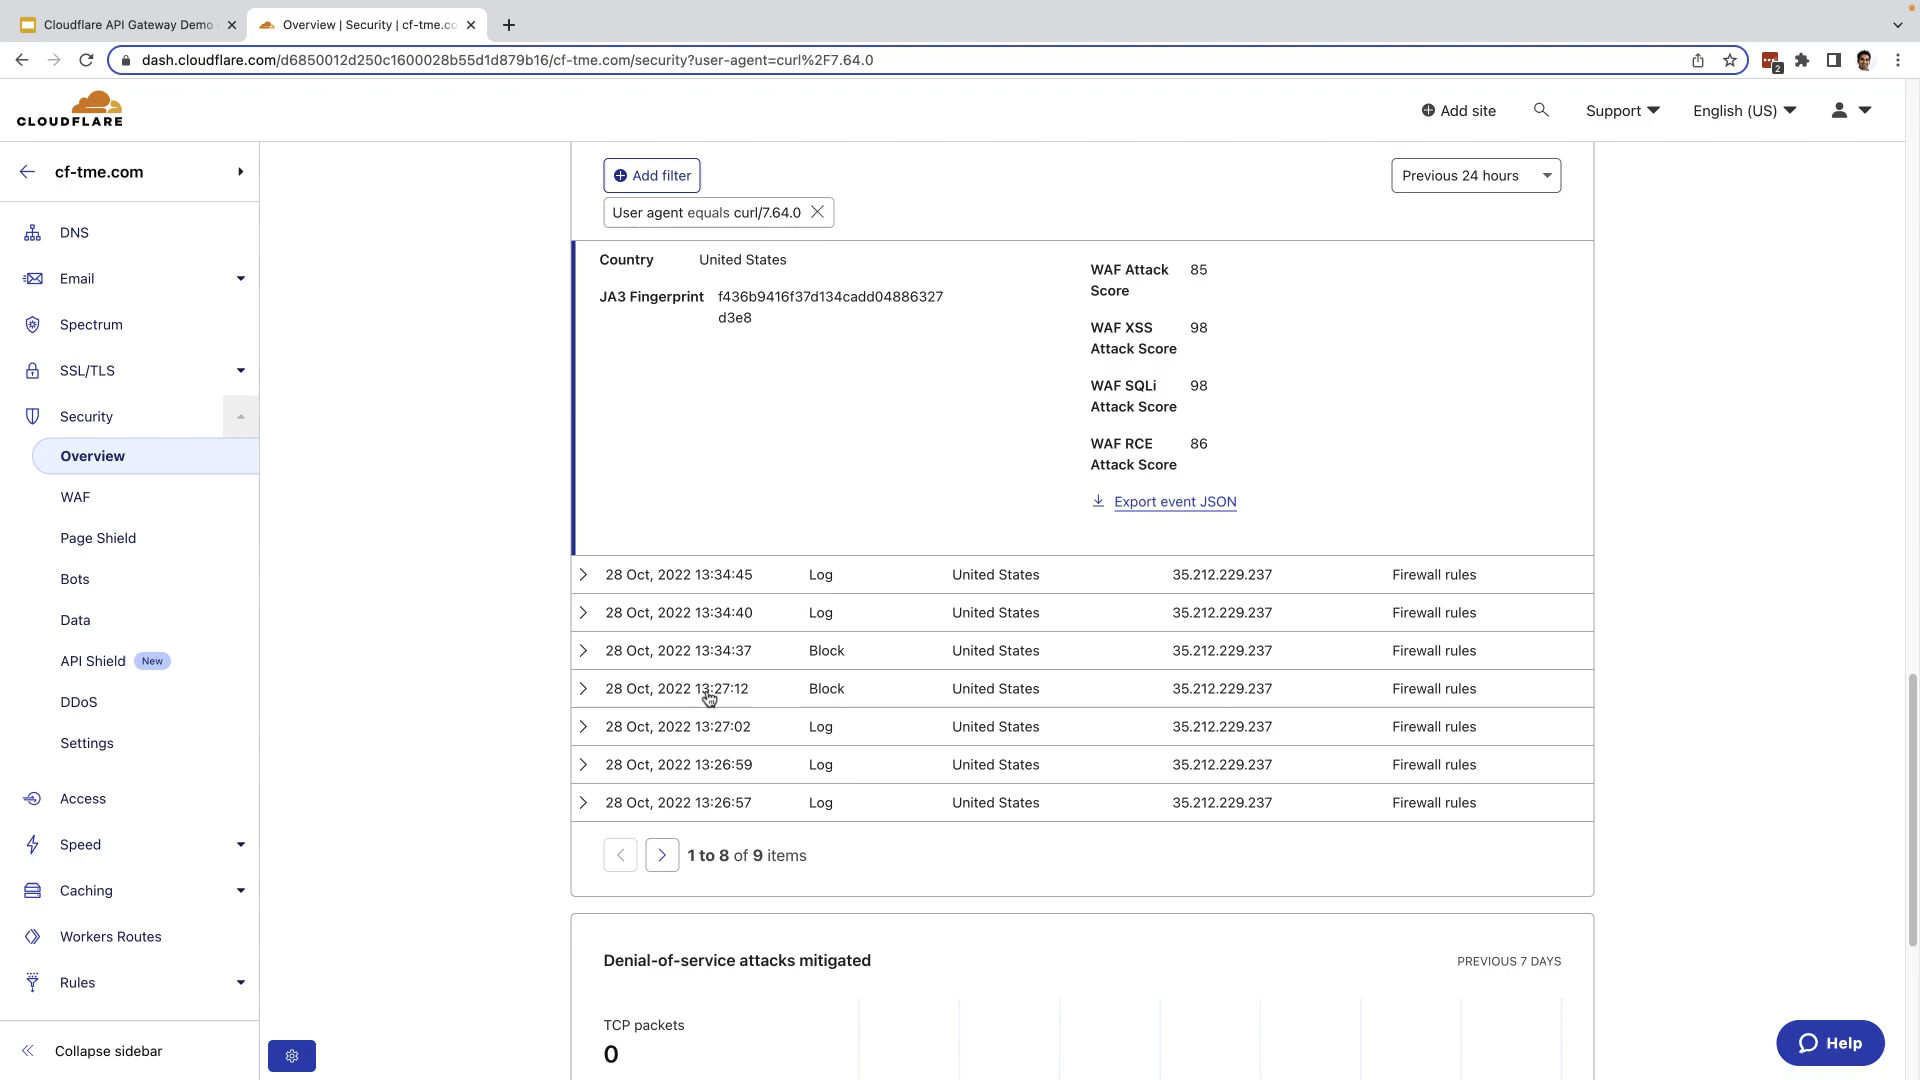 Cloudflare API Gateway Demo
Overview | Security | cf-tme.co
dash.cloudflare.com/d6850012d250c1600028b55d1d879b16/cf-tme.com/security?user-agent=curl%2F7.64.0
2
CLOUDFLARE
Add site
Support
English (US)
cf-tme.com
DNS
Email
Spectrum
SSL/TLS
Security
Overview
WAF
Page Shield
Bots
Data
API Shield New
DDoS
Settings
Access
Speed
Caching
Workers Routes
Rules
Collapse sidebar
Add filter
Previous 24 hours
User agent equals curl/7.64.0
Country United States
JA3 Fingerprint f436b9416f37d134cadd04886327
d3e8
WAF Attack 85
Score
WAF XSS 98
Attack Score
WAF SQLi 98
Attack Score
WAF RCE 86
Attack Score
Export event JSON
28 Oct, 2022 13:34:45 Log United States 35.212.229.237 Firewall rules
28 Oct, 2022 13:34:40 Log United States 35.212.229.237 Firewall rules
28 Oct, 2022 13:34:37 Block United States 35.212.229.237 Firewall rules
28 Oct, 2022 13:27:12 Block United States 35.212.229.237 Firewall rules
28 Oct, 2022 13:27:02 Log United States 35.212.229.237 Firewall rules
28 Oct, 2022 13:26:59 Log United States 35.212.229.237 Firewall rules
28 Oct, 2022 13:26:57 Log United States 35.212.229.237 Firewall rules
1 to 8 of 9 items
Denial-of-service attacks mitigated
PREVIOUS 7 DAYS
TCP packets
0
Help